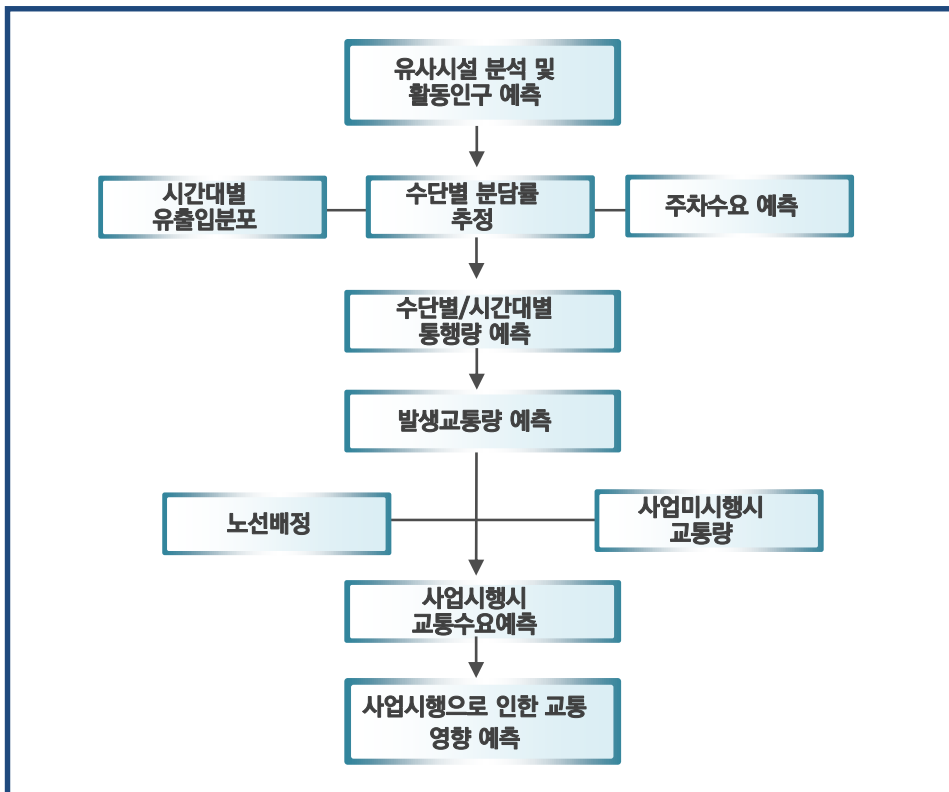 유사시설 분석 및
활동인구 예측
시간대별
유출입분포
수단별 분담률
추정
주차수요 예측
수단별/시간대별
통행량 예측
발생교통량 예측
노선배정
사업미시행시
교통량
사업시행시
교통수요예측
사업시행으로 인한 교통
영향 예측